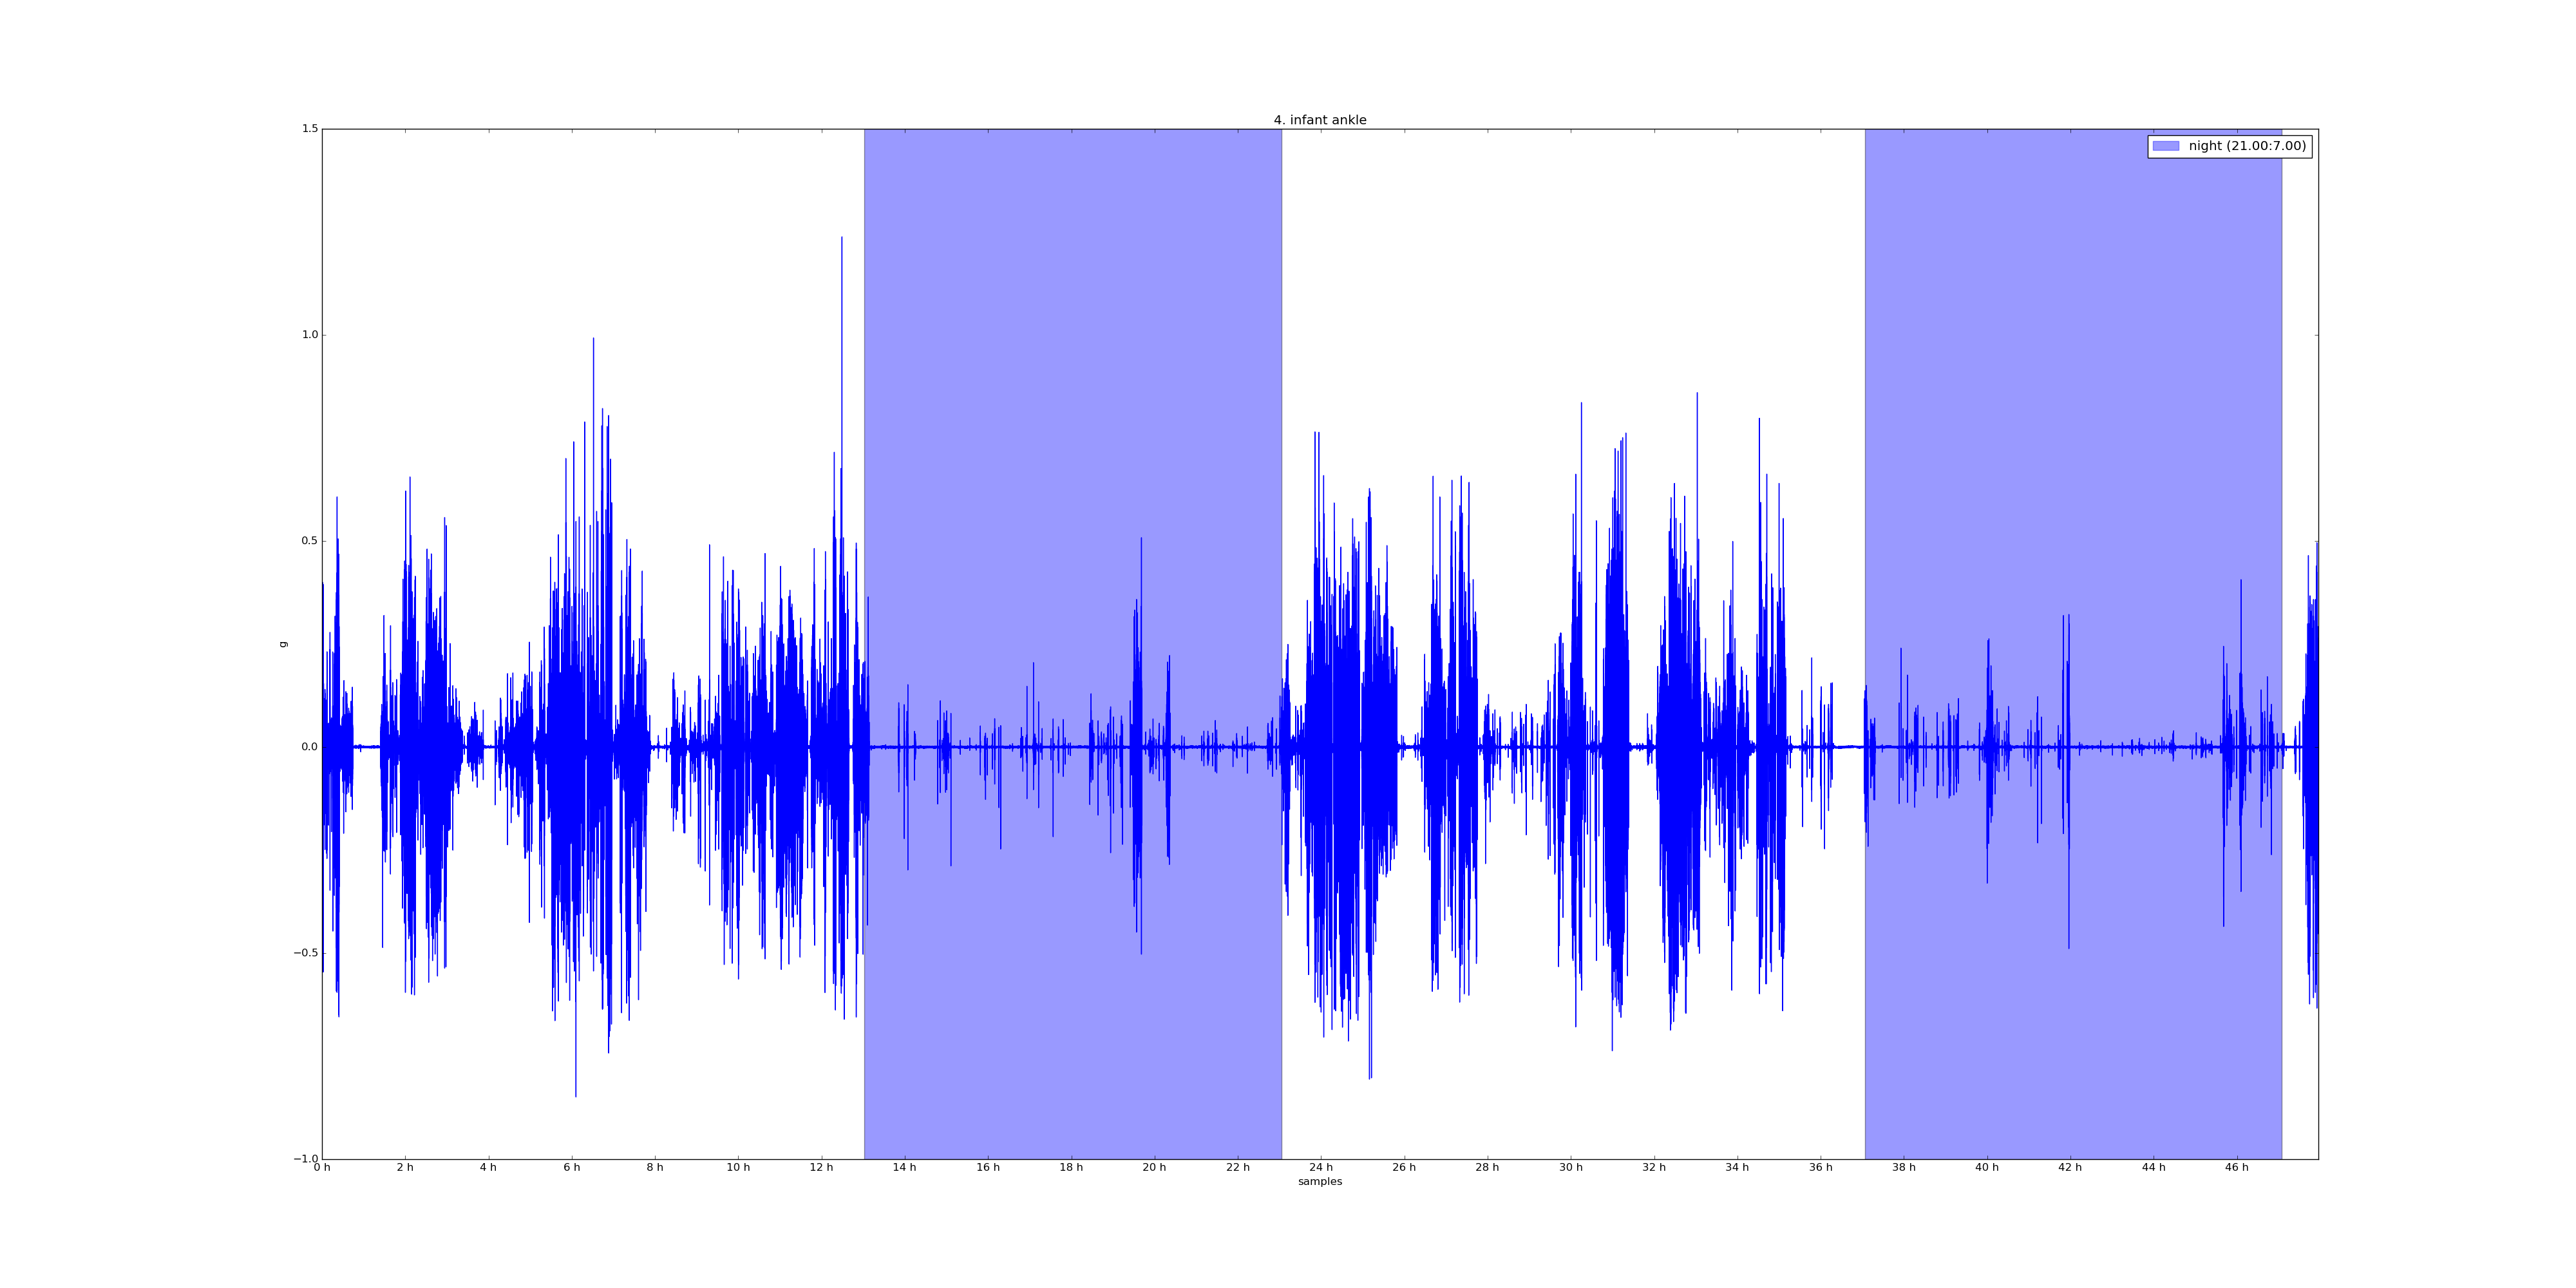 4. infant ankle
night (21.00:7.00)
1.5
1.0
0.5
0.0
−0.5
−1.0
g
0 h 2 h 4 h 6 h 8 h 10 h 12 h 14 h 16 h 18 h 20 h 22 h 24 h 26 h 28 h 30 h 32 h 34 h 36 h 38 h 40 h 42 h 44 h 46 h
samples